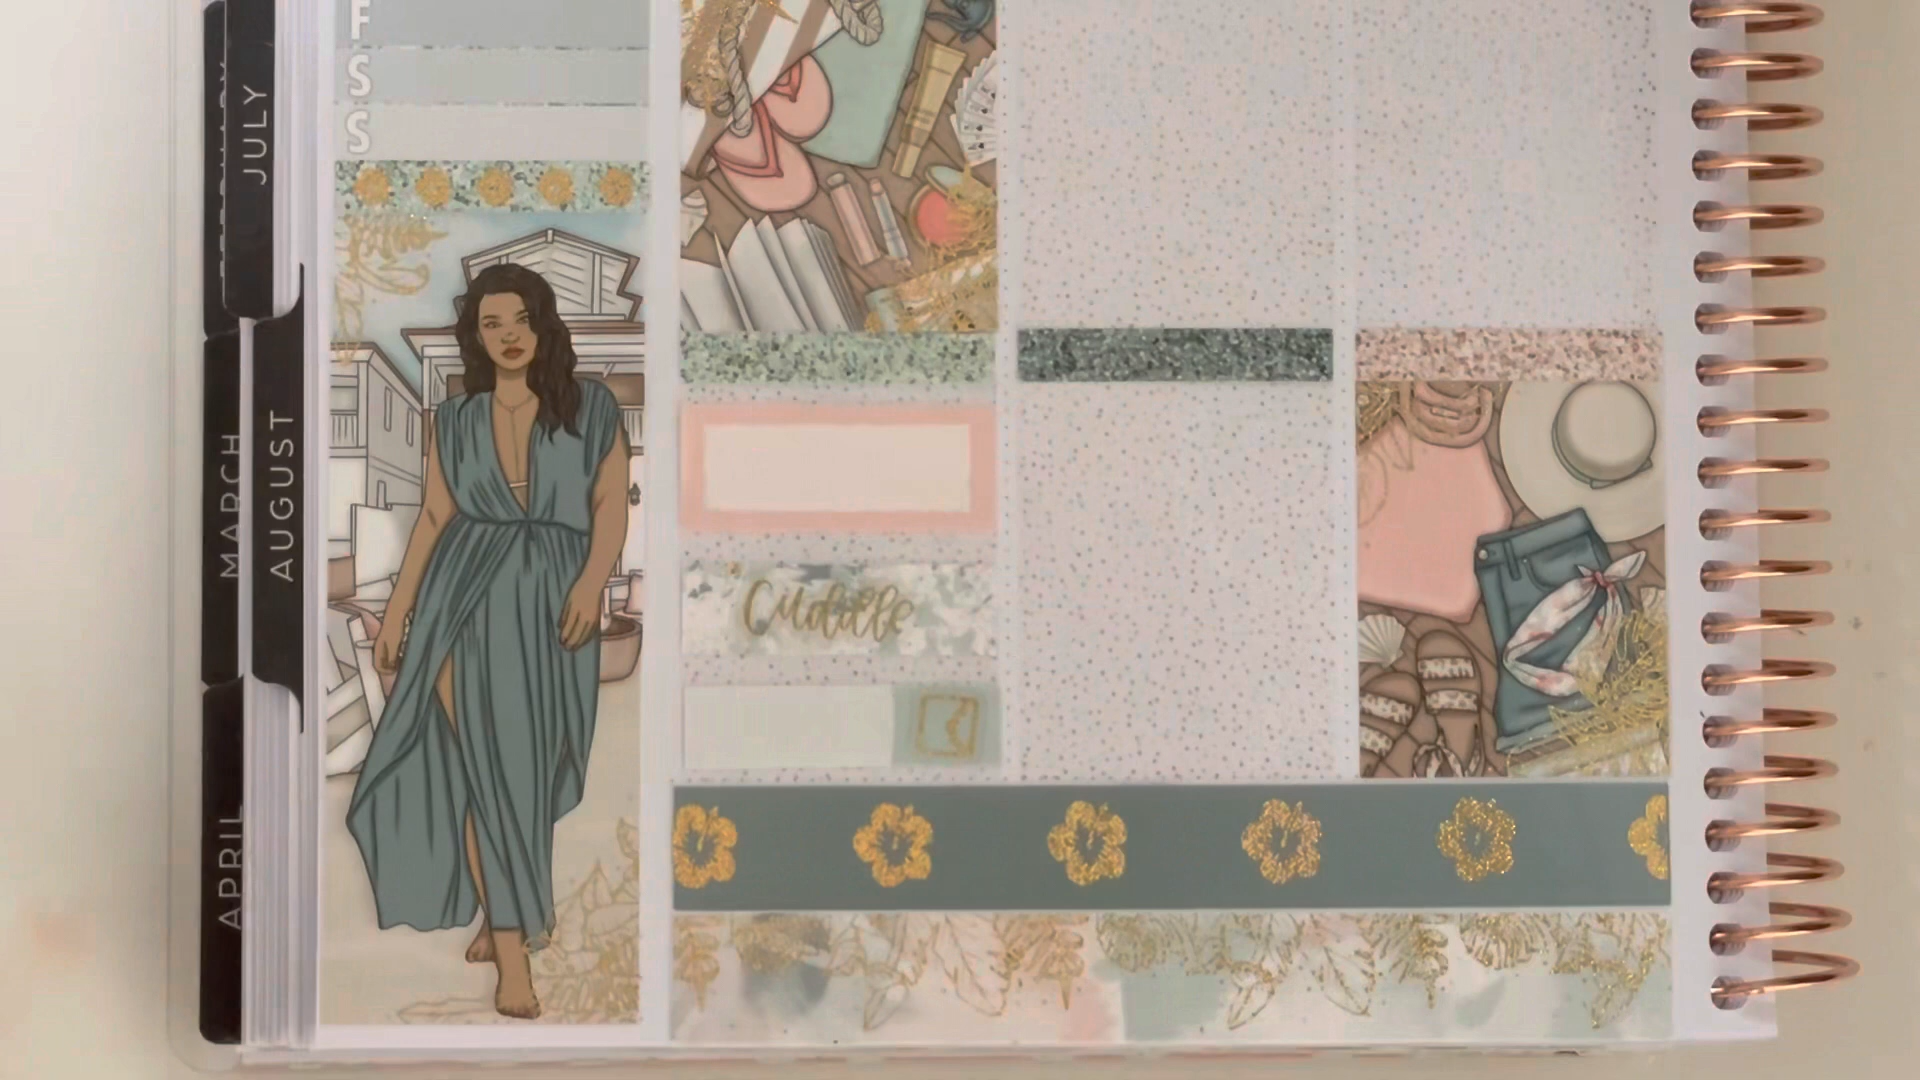 F
S
S
JULY
MARCH
AUGUST
APRIL
Cuddle